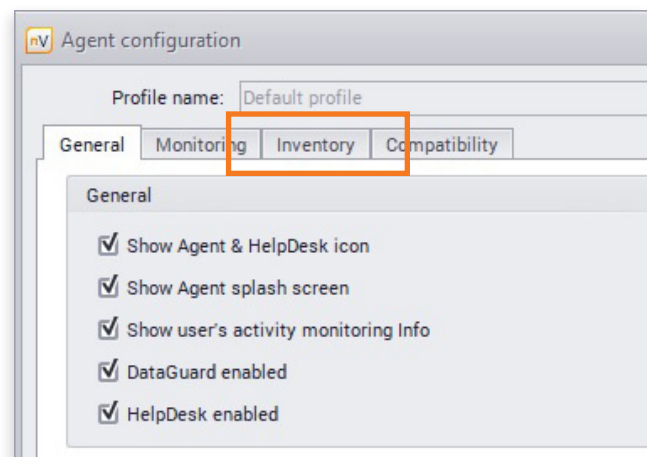 nV Agent configuration
Profile name: Default profile
General Monitoring Inventory Compatibility
General
Show Agent & HelpDesk icon
Show Agent splash screen
Show user's activity monitoring Info
DataGuard enabled
HelpDesk enabled